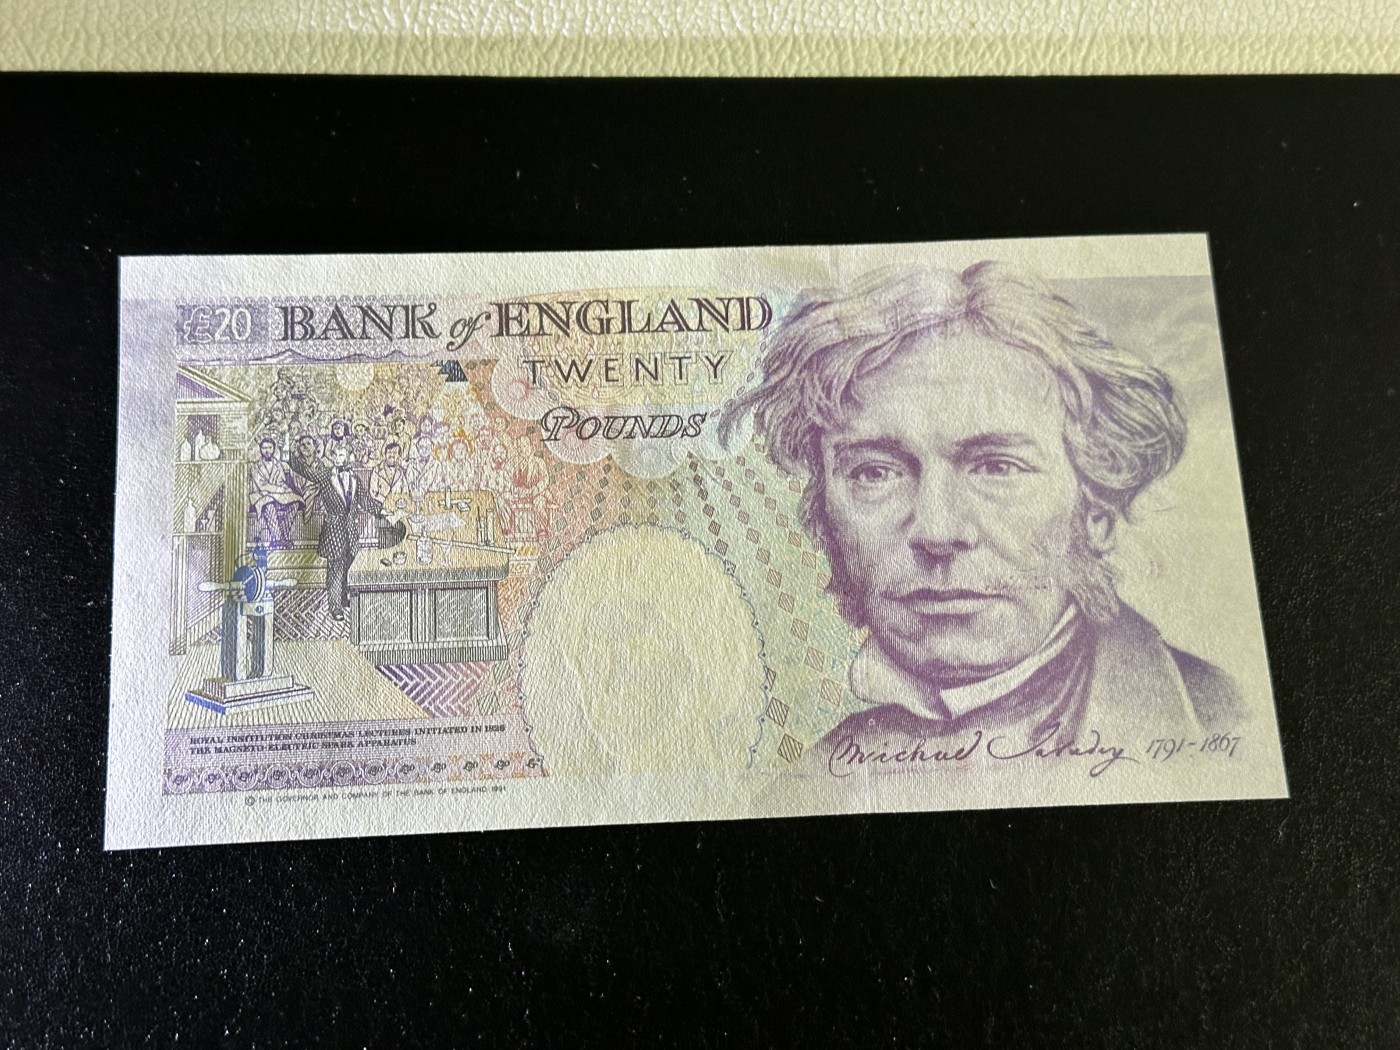 £20 BANK of ENGLAND
TWENTY
POUNDS
ROYAL INSTITUTION CHRISTMAS LECTURES INITIATED IN 1826
THE MAGNETO-ELECTRIC SPARK APPARATUS
© THE GOVERNOR AND COMPANY OF THE BANK OF ENGLAND 1991
Michael Faraday 1791-1867